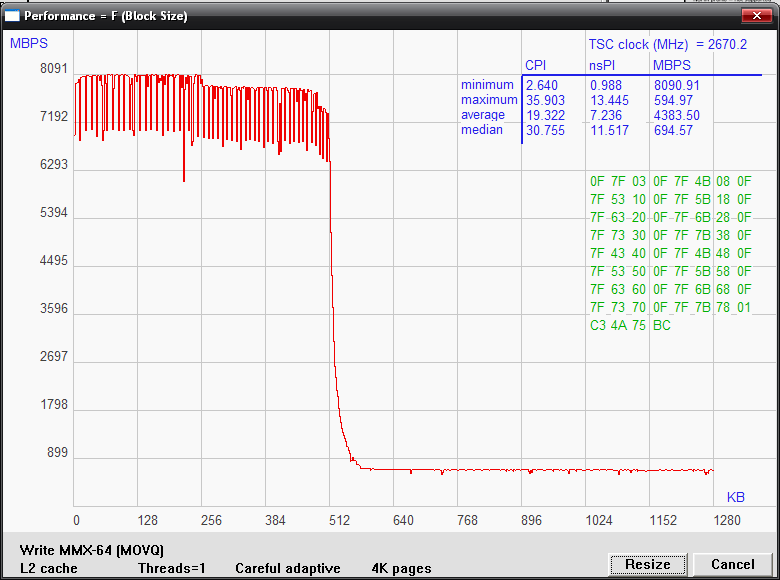 Performance = F (Block Size)
MBPS
TSC clock (MHz) = 2670.2
CPI nsPI MBPS
minimum 2.640 0.988 8090.91
maximum 35.903 13.445 594.97
average 19.322 7.236 4383.50
median 30.755 11.517 694.57
8091
7192
6293
5394
4495
3596
2697
1798
899
0F 7F 03 0F 7F 4B 08 0F
7F 53 10 0F 7F 5B 18 0F
7F 63 20 0F 7F 6B 28 0F
7F 73 30 0F 7F 7B 38 0F
7F 43 40 0F 7F 4B 48 0F
7F 53 50 0F 7F 5B 58 0F
7F 63 60 0F 7F 6B 68 0F
7F 73 70 0F 7F 7B 78 01
C3 4A 75 BC
KB
0 128 256 384 512 640 768 896 1024 1152 1280
Write MMX-64 (MOVQ)
L2 cache Threads=1 Careful adaptive 4K pages
Resize Cancel